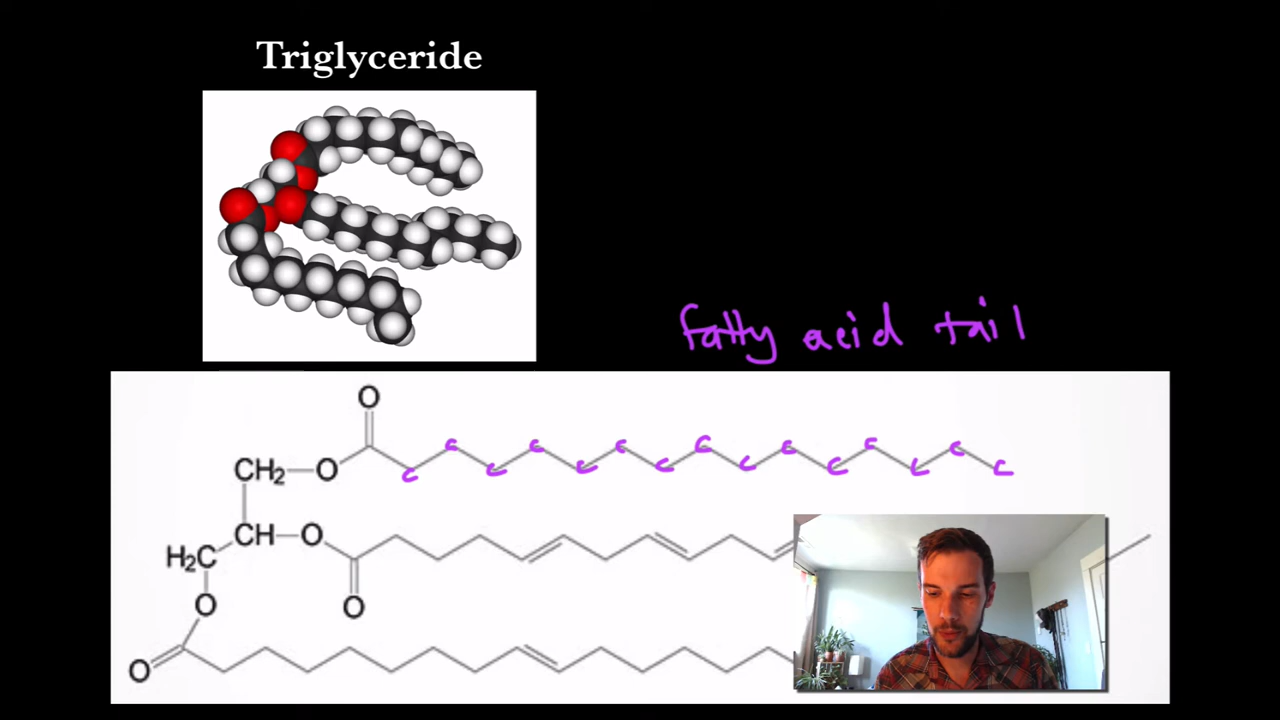 Triglyceride
fatty acid tail
O
c c c c c c c
CH₂—O
c c c c c c c c
CH—O
H₂C
O
O
O